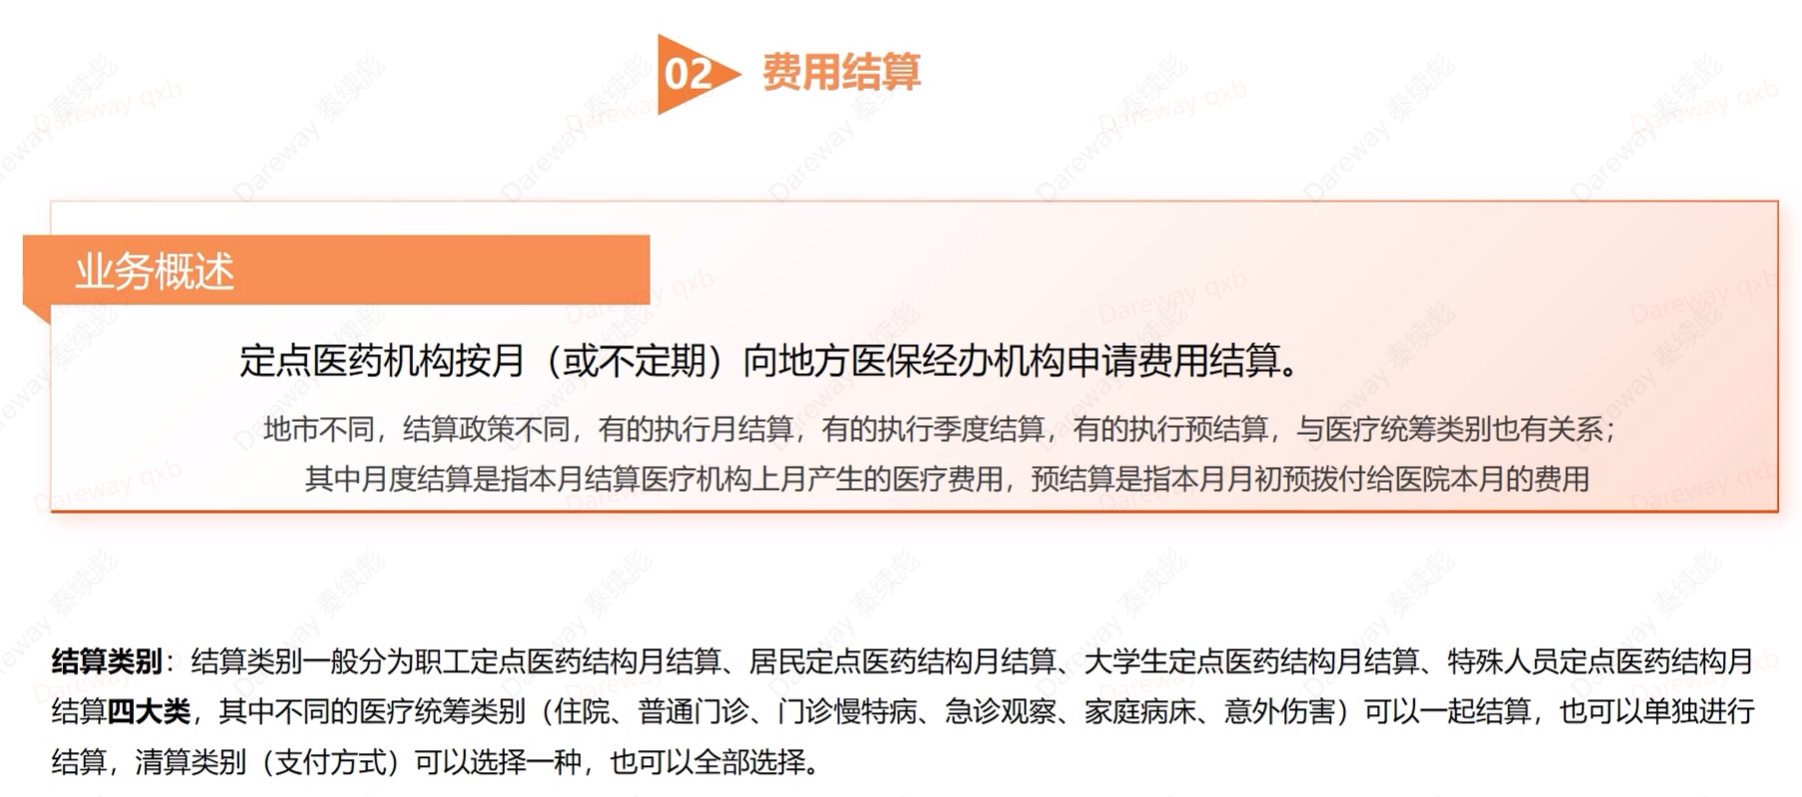 02 费用结算
业务概述
定点医药机构按月（或不定期）向地方医保经办机构申请费用结算。
地市不同，结算政策不同，有的执行月结算，有的执行季度结算，有的执行预结算，与医疗统筹类别也有关系；
其中月度结算是指本月结算医疗机构上月产生的医疗费用，预结算是指本月月初预拨付给医院本月的费用
结算类别：结算类别一般分为职工定点医药结构月结算、居民定点医药结构月结算、大学生定点医药结构月结算、特殊人员定点医药结构月
结算四大类，其中不同的医疗统筹类别（住院、普通门诊、门诊慢特病、急诊观察、家庭病床、意外伤害）可以一起结算，也可以单独进行
结算，清算类别（支付方式）可以选择一种，也可以全部选择。
Dareway 秦续彪
Dareway qxb